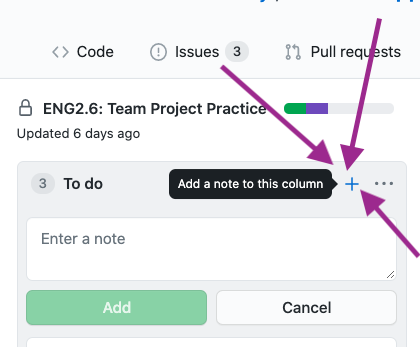 Code Issues 3 Pull requests
ENG2.6: Team Project Practice
Updated 6 days ago
3 To do Add a note to this column
Enter a note
Add Cancel